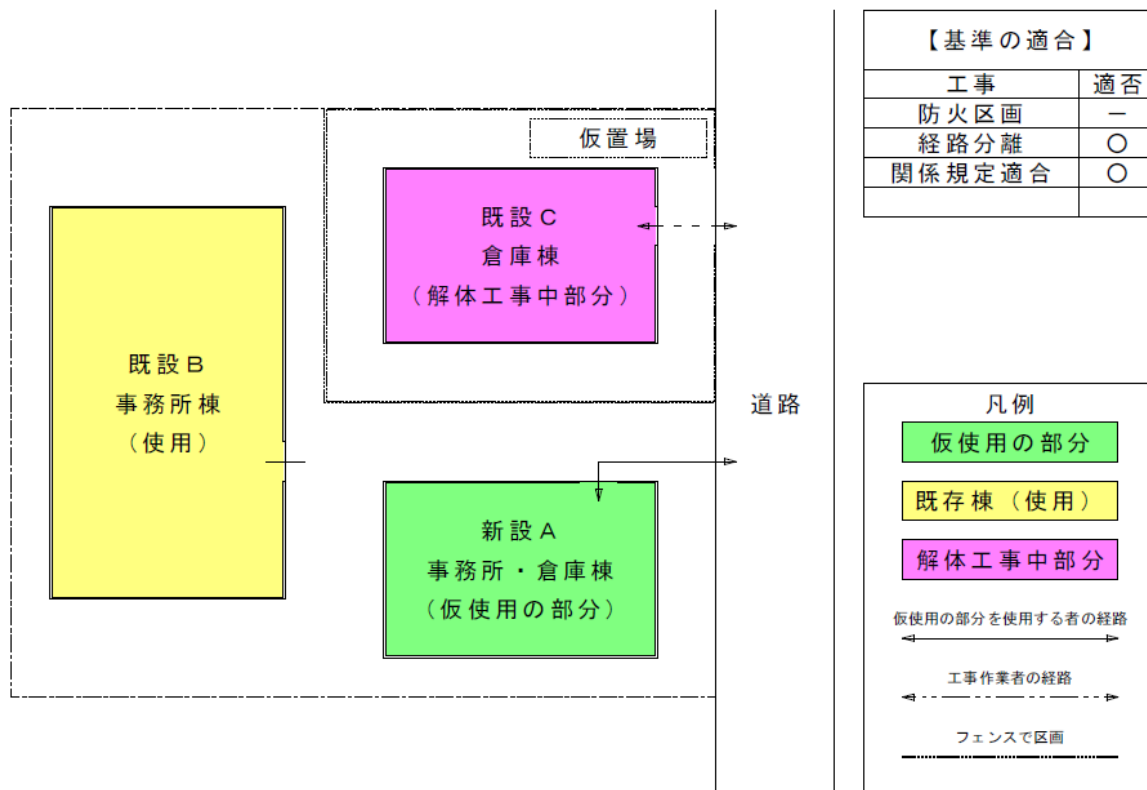 仮置場
既設C
倉庫棟
(解体工事中部分)
既設B
事務所棟
(使用)
新設A
事務所・倉庫棟
(仮使用の部分)
道路
【基準の適合】
工事 適否
防火区画 －
経路分離 〇
関係規定適合 〇
凡例
仮使用の部分
既存棟(使用)
解体工事中部分
仮使用の部分を使用する者の経路
工事作業者の経路
フェンスで区画